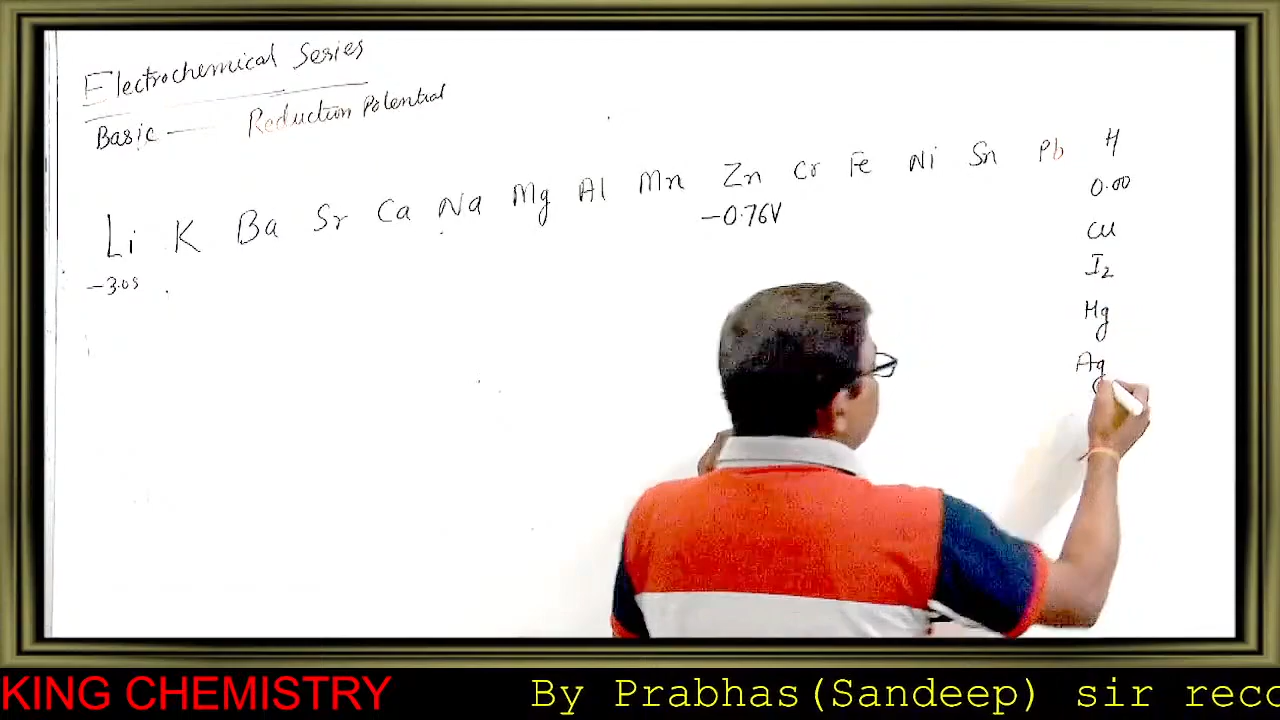 Electrochemical Series
Basic — Reduction Potential
Li K Ba Sr Ca Na Mg Al Mn Zn Cr Fe Ni Sn Pb H
-3.05 -0.76V 0.00
Cu
I2
Hg
Ag
KING CHEMISTRY By Prabhas(Sandeep) sir reco